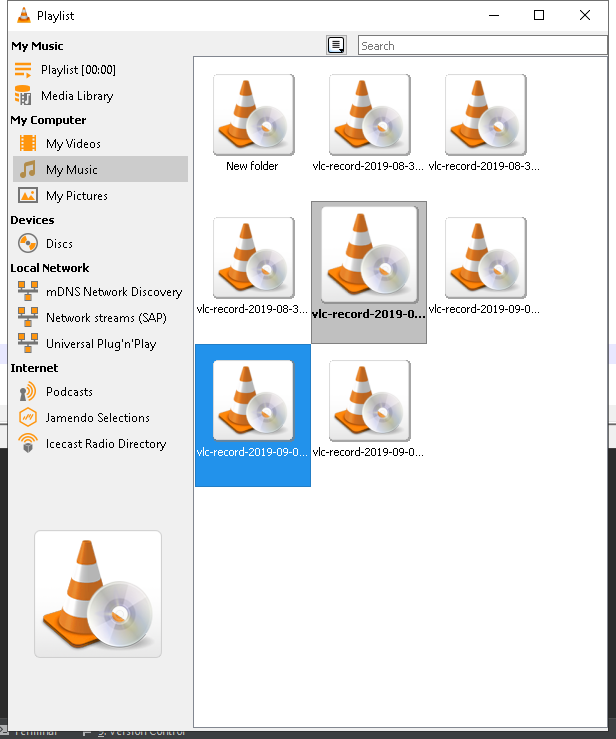 Playlist
My Music
Search
Playlist [00:00]
Media Library
My Computer
My Videos
My Music
My Pictures
Devices
Discs
Local Network
mDNS Network Discovery
Network streams (SAP)
Universal Plug'n'Play
Internet
Podcasts
Jamendo Selections
Icecast Radio Directory
New folder
vlc-record-2019-08-3...
vlc-record-2019-08-3...
vlc-record-2019-08-3...
vlc-record-2019-0...
vlc-record-2019-09-0...
vlc-record-2019-09-0...
vlc-record-2019-09-0...
Terminal
9: Version Control